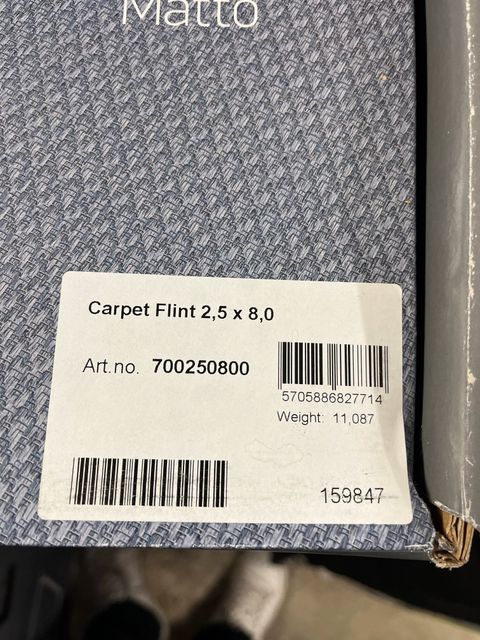 Matto
Carpet Flint 2,5 x 8,0
Art.no. 700250800
5705886827714
Weight: 11,087
159847